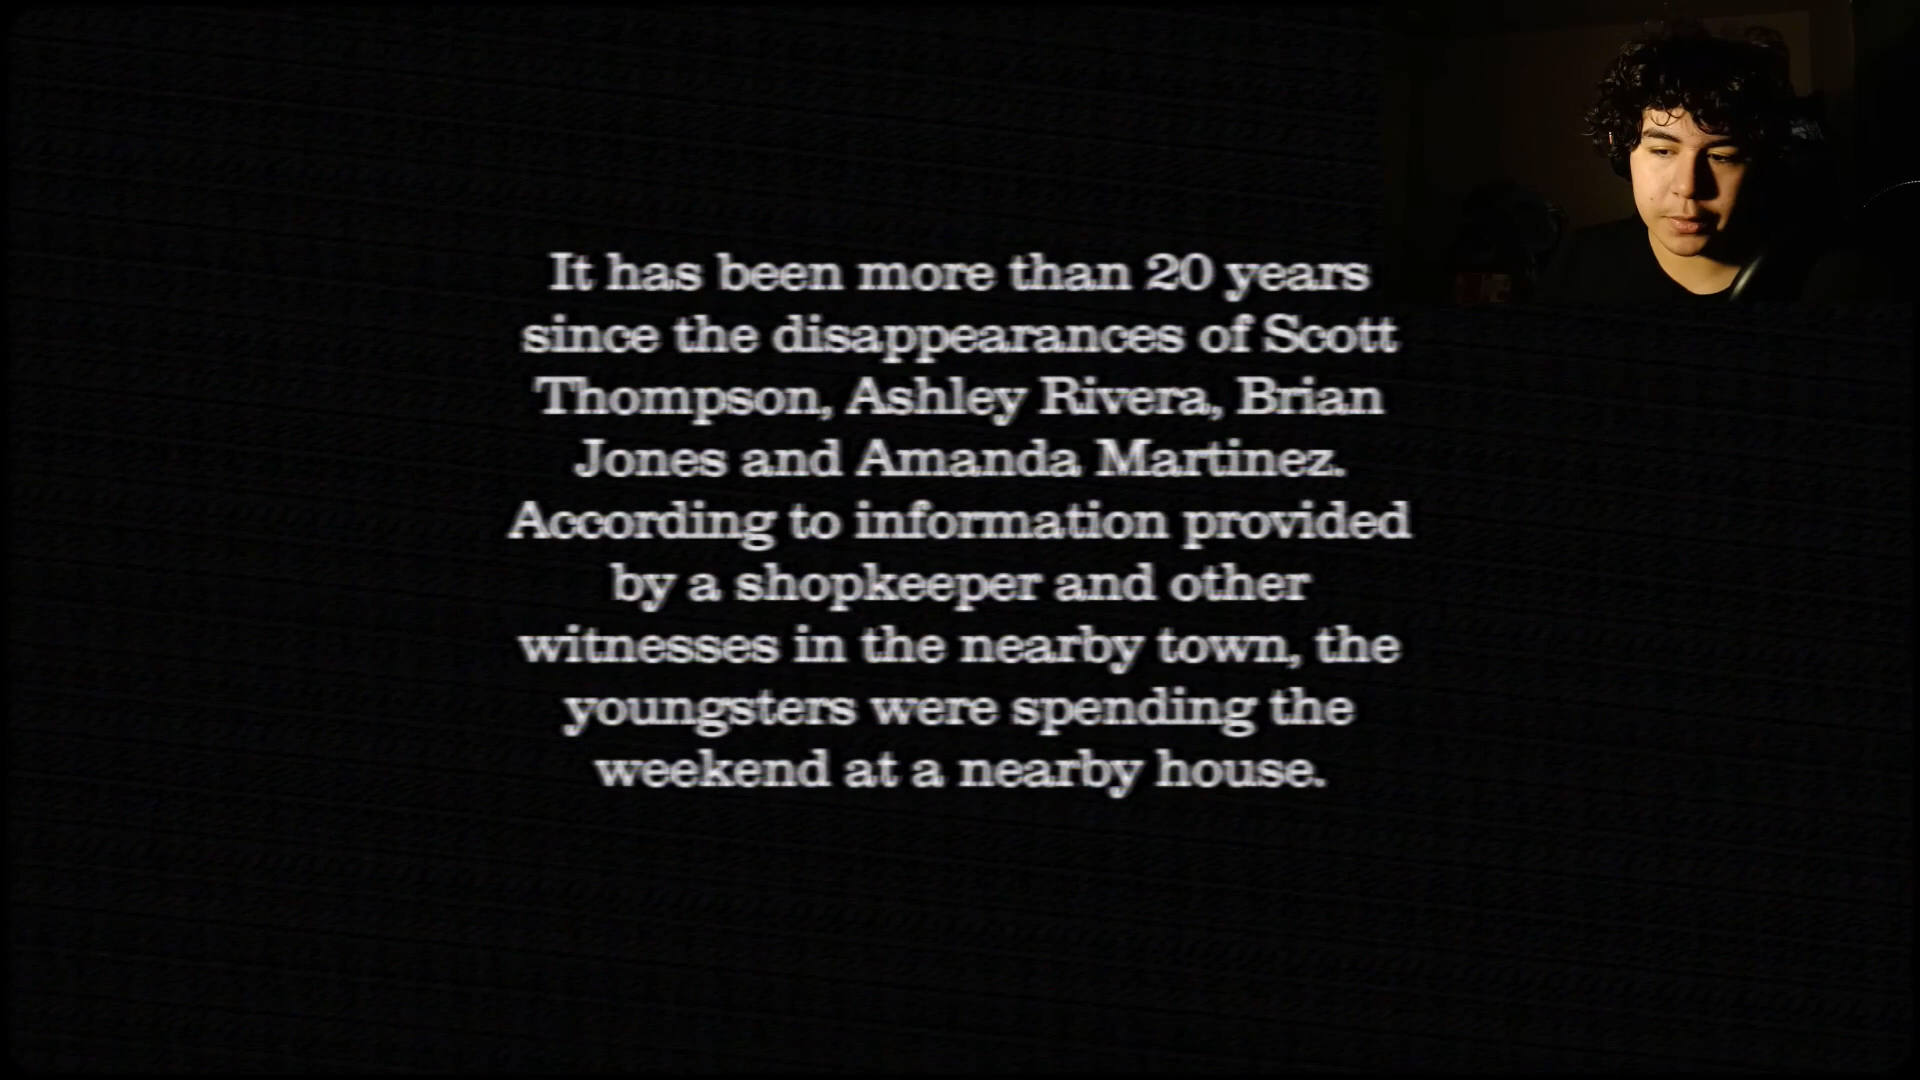 It has been more than 20 years
since the disappearances of Scott
Thompson, Ashley Rivera, Brian
Jones and Amanda Martinez.
According to information provided
by a shopkeeper and other
witnesses in the nearby town, the
youngsters were spending the
weekend at a nearby house.